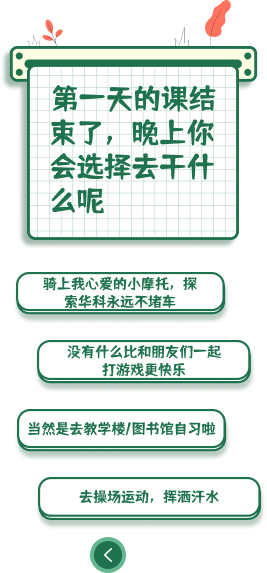 第一天的课结
束了，晚上你
会选择去干什
么呢
骑上我心爱的小摩托，探
索华科永远不堵车
没有什么比和朋友们一起
打游戏更快乐
当然是去教学楼/图书馆自习啦
去操场运动，挥洒汗水